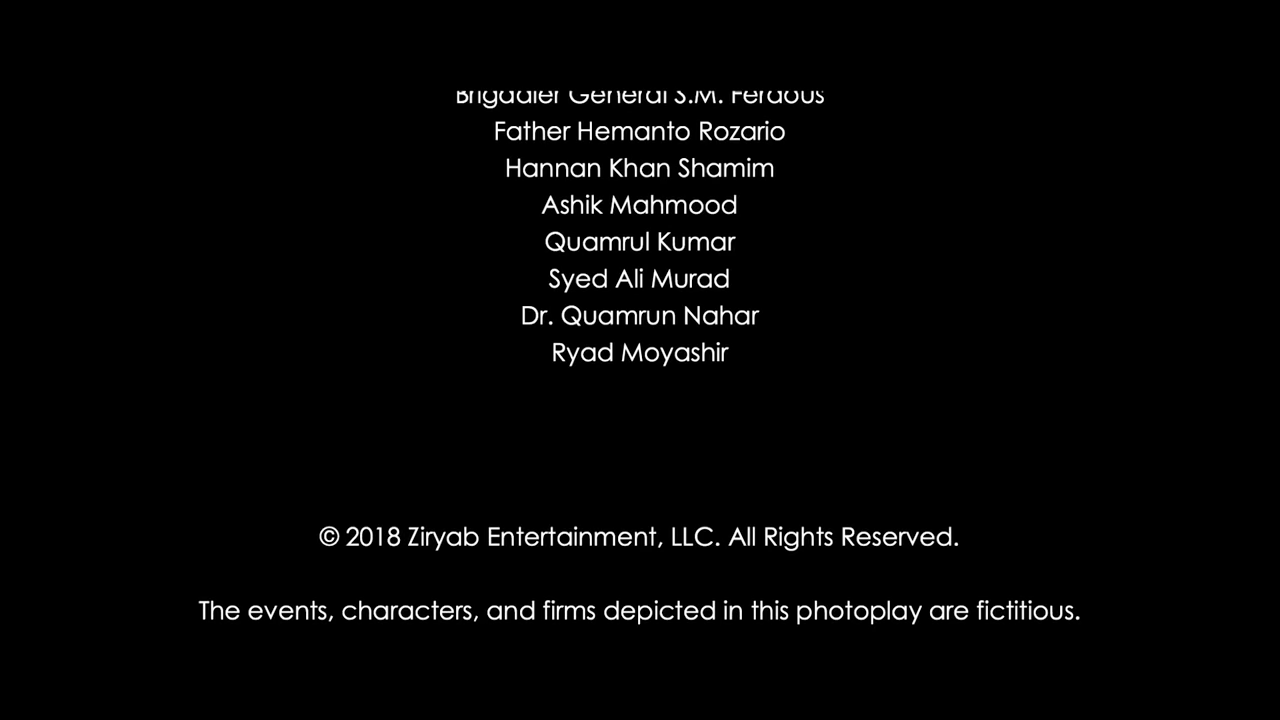 Brigadier General S.M. Ferdous
Father Hemanto Rozario
Hannan Khan Shamim
Ashik Mahmood
Quamrul Kumar
Syed Ali Murad
Dr. Quamrun Nahar
Ryad Moyashir
© 2018 Ziryab Entertainment, LLC. All Rights Reserved.
The events, characters, and firms depicted in this photoplay are fictitious.